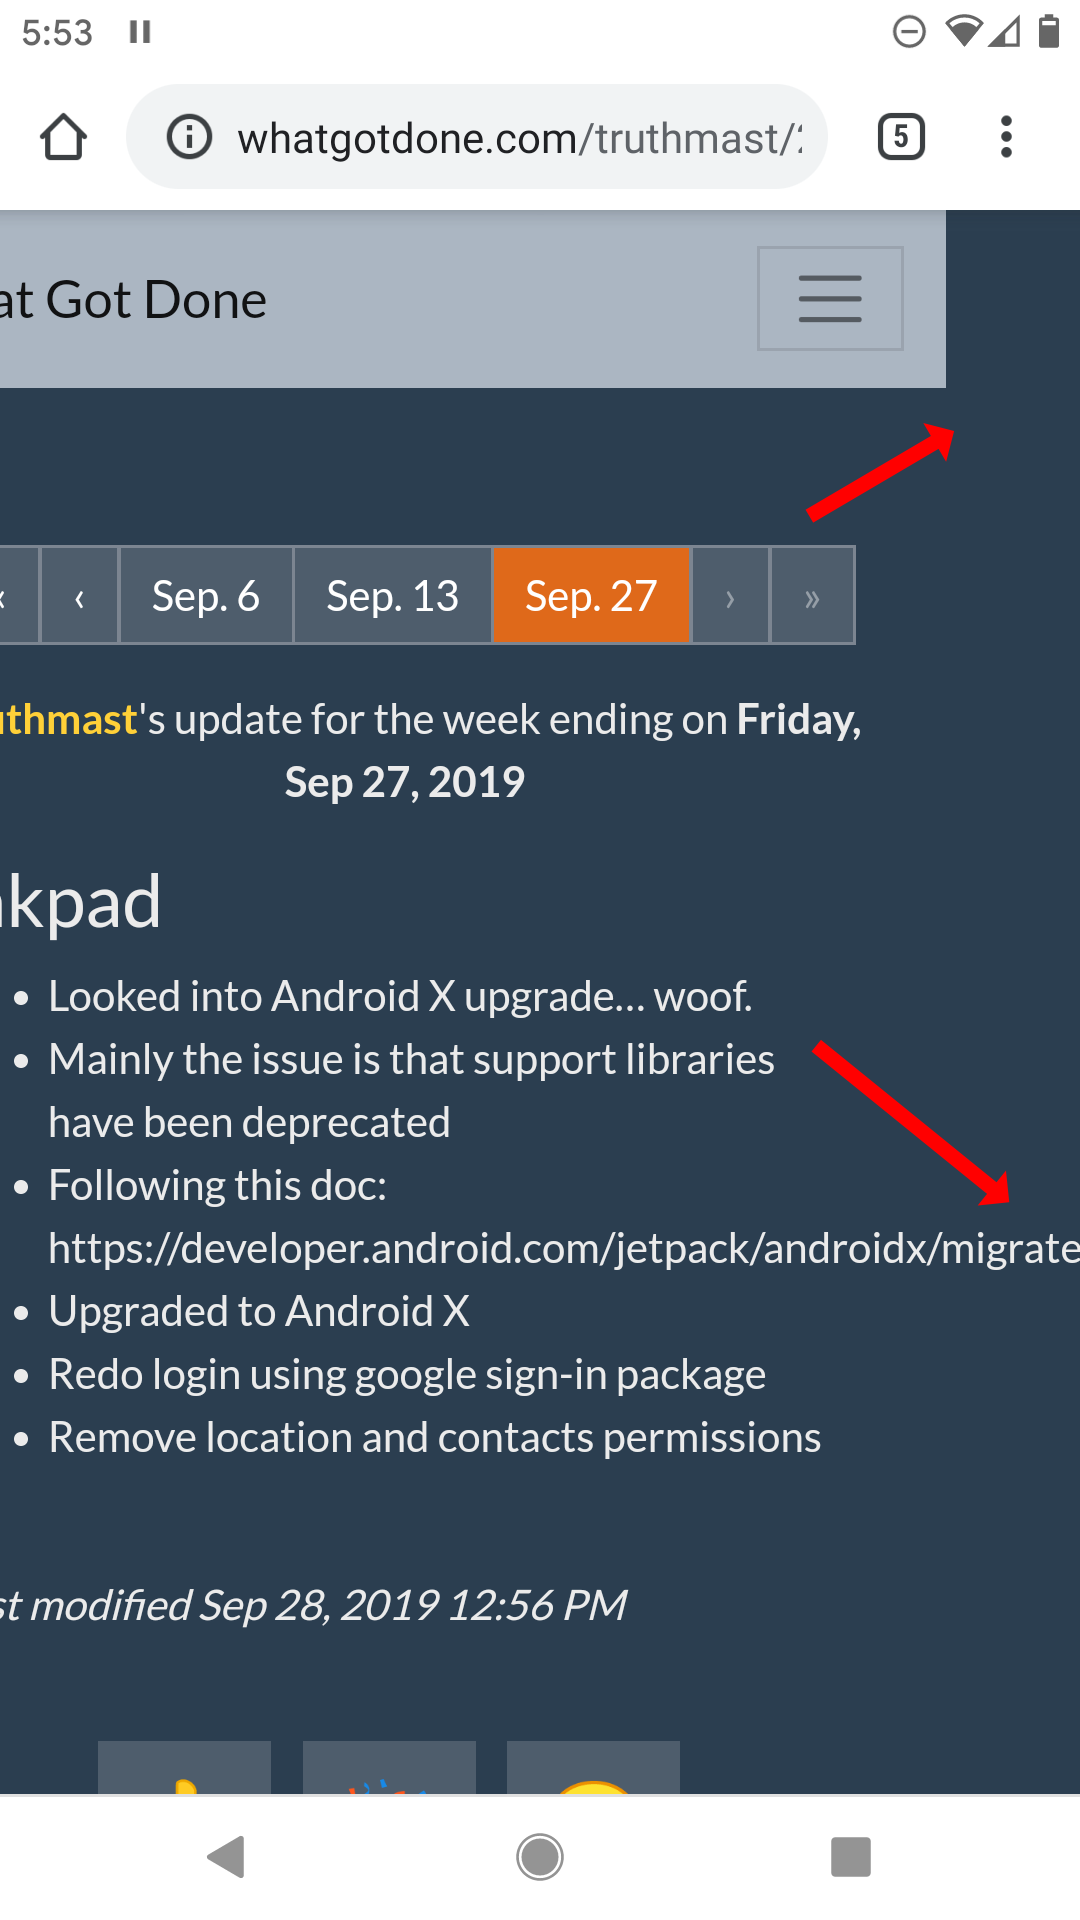 5:53
whatgotdone.com/truthmast/
5
at Got Done
« ‹ Sep. 6 Sep. 13 Sep. 27 › »
uthmast's update for the week ending on Friday,
Sep 27, 2019
kpad
• Looked into Android X upgrade... woof.
• Mainly the issue is that support libraries
have been deprecated
• Following this doc:
https://developer.android.com/jetpack/androidx/migrate
• Upgraded to Android X
• Redo login using google sign-in package
• Remove location and contacts permissions
st modified Sep 28, 2019 12:56 PM